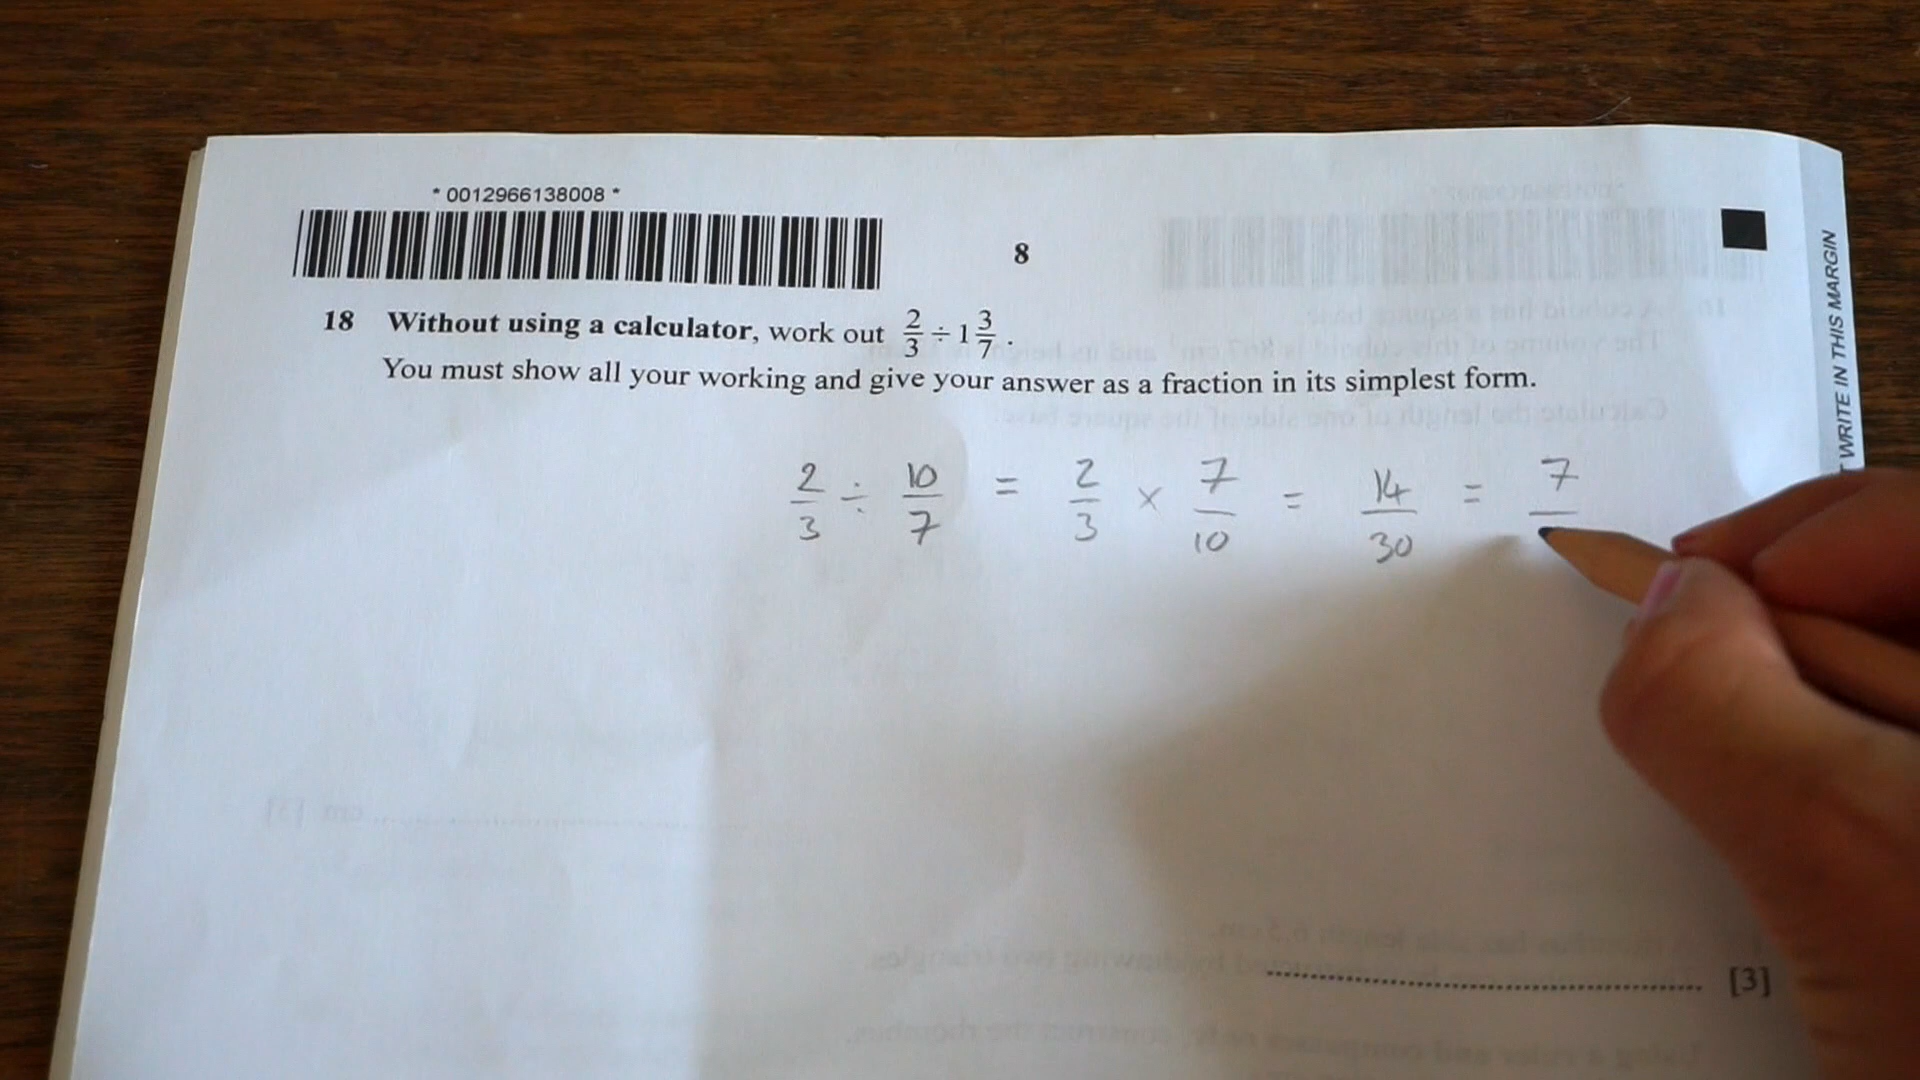 * 0012966138008 *
8
18 Without using a calculator, work out 2/3 ÷ 1 3/7 .
You must show all your working and give your answer as a fraction in its simplest form.
2/3 ÷ 10/7 = 2/3 × 7/10 = 14/30 = 7/
[3]
WRITE IN THIS MARGIN